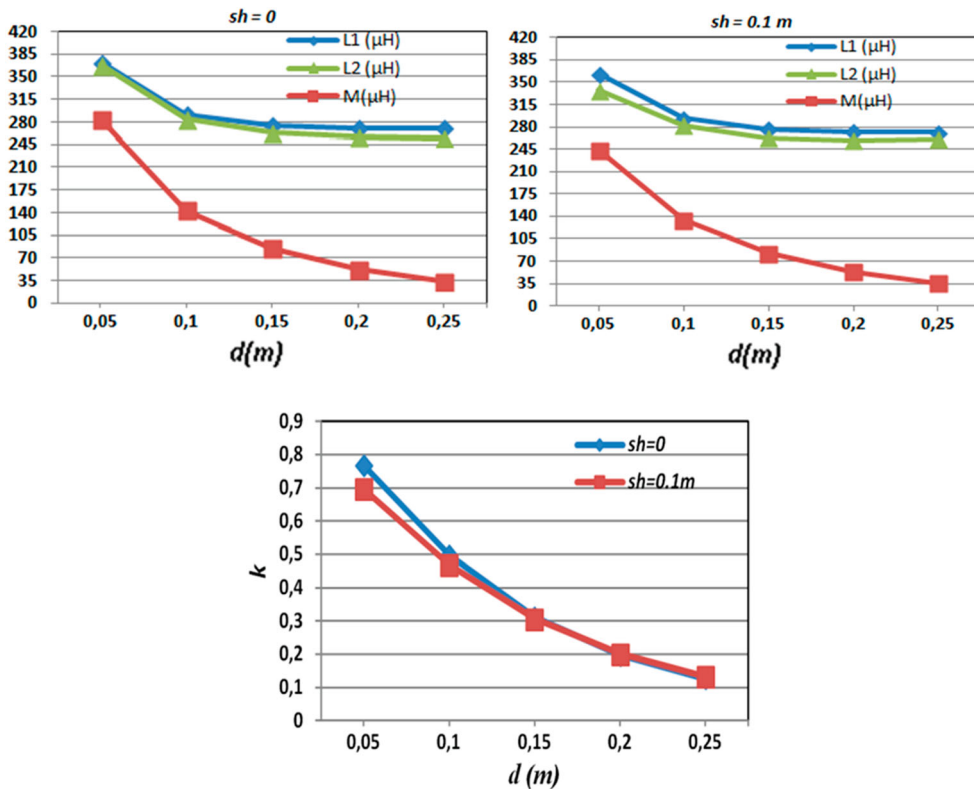 sh = 0
420
385
350
315
280
245
210
175
140
105
70
35
0
L1 (µH)
L2 (µH)
M(µH)
0,05 0,1 0,15 0,2 0,25
d(m)
sh = 0.1 m
420
385
350
315
280
245
210
175
140
105
70
35
0
L1 (µH)
L2 (µH)
M(µH)
0,05 0,1 0,15 0,2 0,25
d(m)
0,9
0,8
0,7
0,6
0,5
0,4
0,3
0,2
0,1
0
k
sh=0
sh=0.1m
0,05 0,1 0,15 0,2 0,25
d (m)